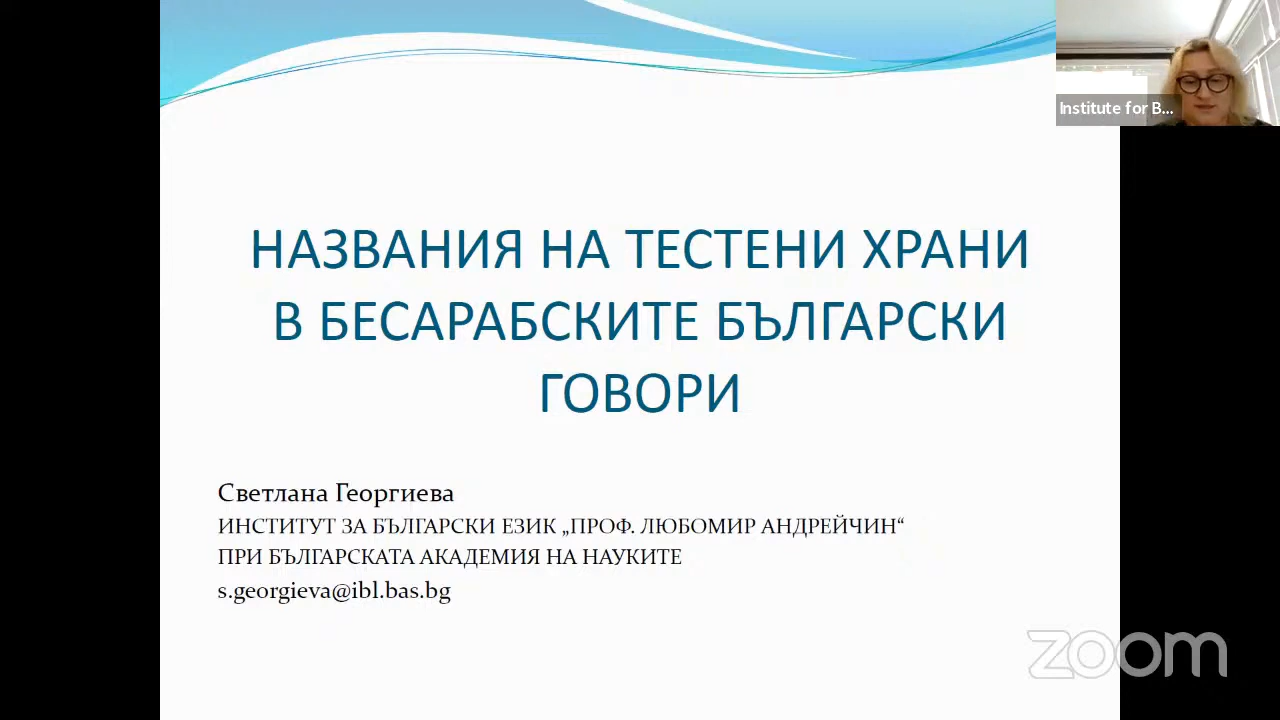 Institute for B...
НАЗВАНИЯ НА ТЕСТЕНИ ХРАНИ
В БЕСАРАБСКИТЕ БЪЛГАРСКИ
ГОВОРИ
Светлана Георгиева
ИНСТИТУТ ЗА БЪЛГАРСКИ ЕЗИК „ПРОФ. ЛЮБОМИР АНДРЕЙЧИН“
ПРИ БЪЛГАРСКАТА АКАДЕМИЯ НА НАУКИТЕ
s.georgieva@ibl.bas.bg
zoom